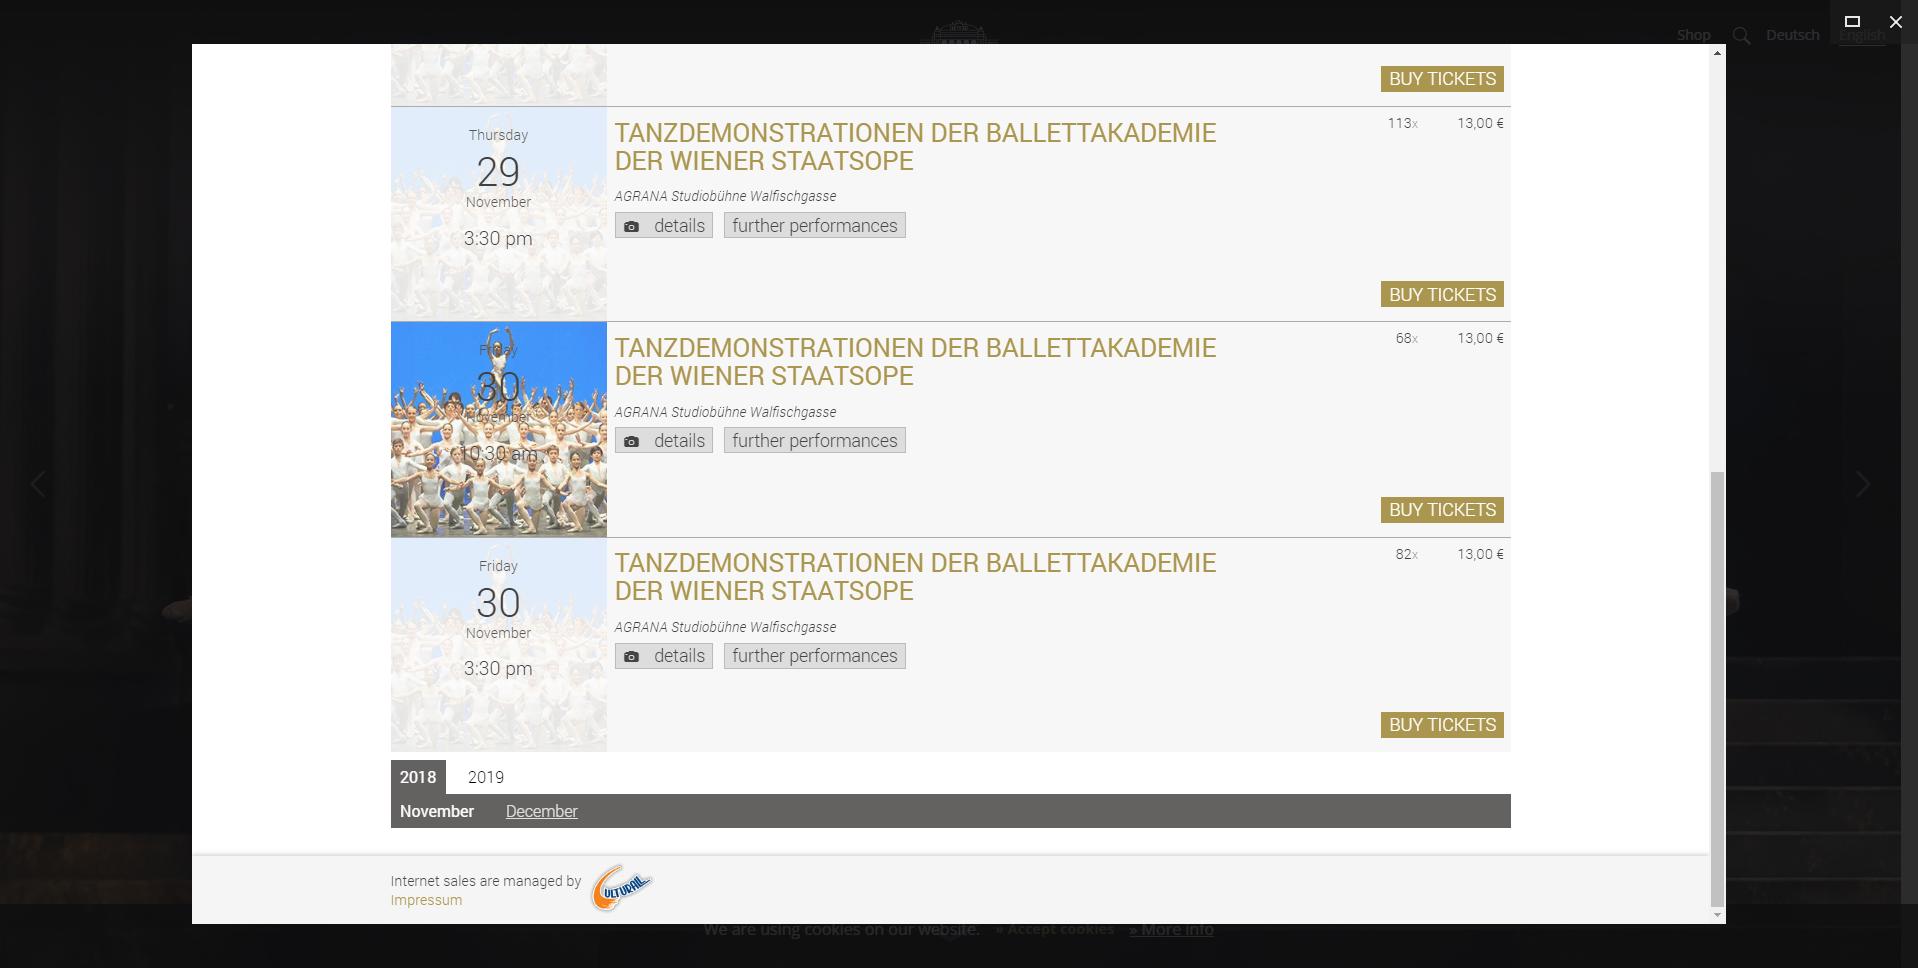 Shop
Deutsch
English
BUY TICKETS
Thursday
29
November
3:30 pm
TANZDEMONSTRATIONEN DER BALLETTAKADEMIE
DER WIENER STAATSOPE
AGRANA Studiobühne Walfischgasse
details
further performances
113x
13,00 €
BUY TICKETS
Friday
30
November
10:30 am
TANZDEMONSTRATIONEN DER BALLETTAKADEMIE
DER WIENER STAATSOPE
AGRANA Studiobühne Walfischgasse
details
further performances
68x
13,00 €
BUY TICKETS
Friday
30
November
3:30 pm
TANZDEMONSTRATIONEN DER BALLETTAKADEMIE
DER WIENER STAATSOPE
AGRANA Studiobühne Walfischgasse
details
further performances
82x
13,00 €
BUY TICKETS
2018 2019
November December
Internet sales are managed by
CULTURALL
Impressum
We are using cookies on our website. » Accept cookies » More info